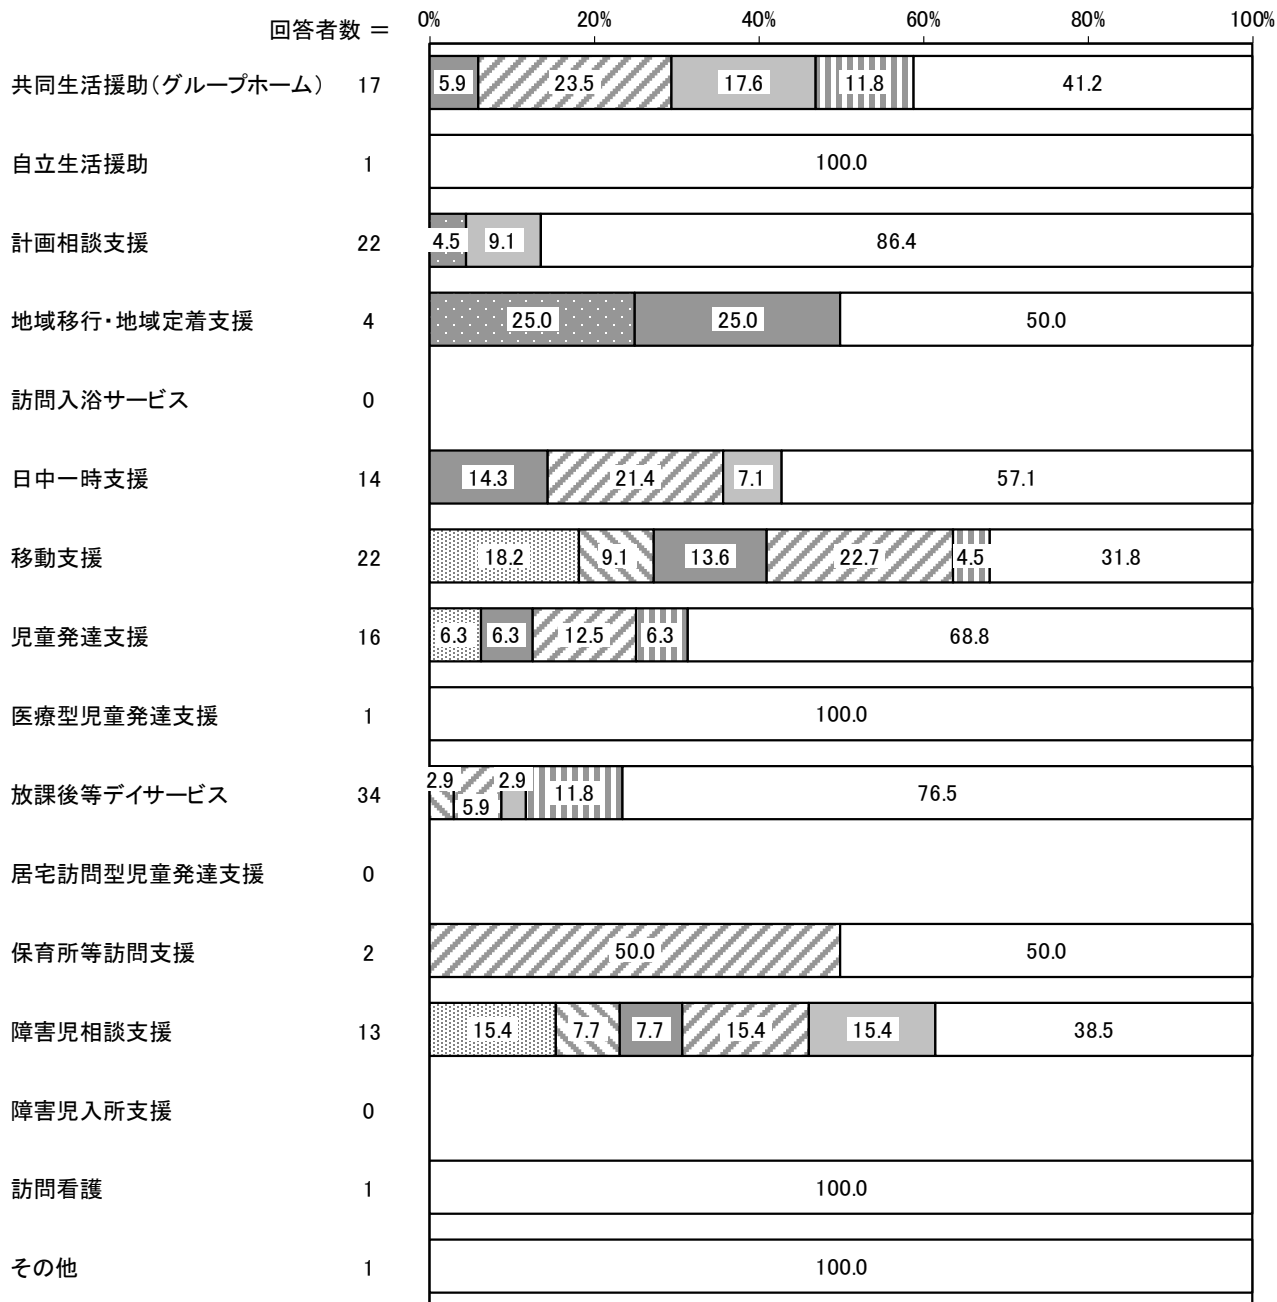 0% 20% 40% 60% 80% 100%
回答者数 ＝
共同生活援助(グループホーム) 17 5.9 23.5 17.6 11.8 41.2
自立生活援助 1 100.0
計画相談支援 22 4.5 9.1 86.4
地域移行・地域定着支援 4 25.0 25.0 50.0
訪問入浴サービス 0
日中一時支援 14 14.3 21.4 7.1 57.1
移動支援 22 18.2 9.1 13.6 22.7 4.5 31.8
児童発達支援 16 6.3 6.3 12.5 6.3 68.8
医療型児童発達支援 1 100.0
放課後等デイサービス 34 2.9 5.9 2.9 11.8 76.5
居宅訪問型児童発達支援 0
保育所等訪問支援 2 50.0 50.0
障害児相談支援 13 15.4 7.7 7.7 15.4 15.4 38.5
障害児入所支援 0
訪問看護 1 100.0
その他 1 100.0